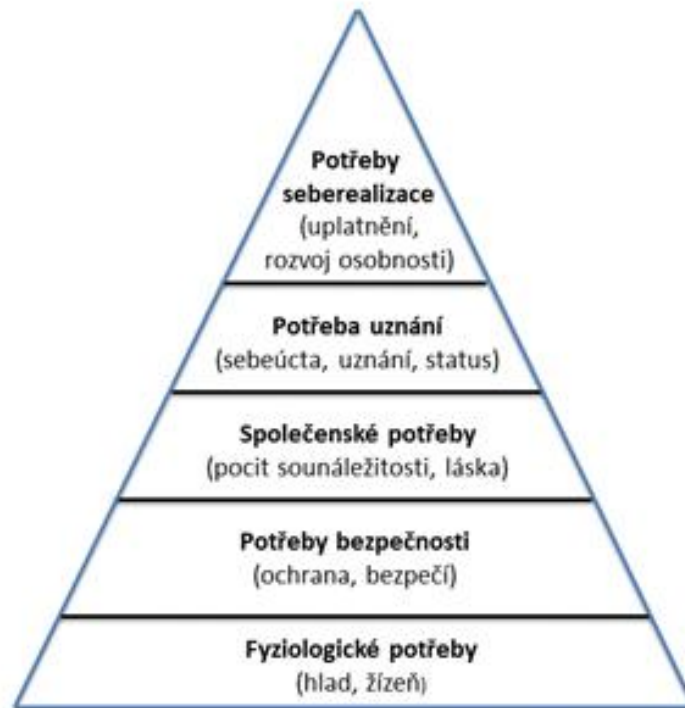 Potřeby
seberealizace
(uplatnění,
rozvoj osobnosti)
Potřeba uznání
(sebeúcta, uznání, status)
Společenské potřeby
(pocit sounáležitosti, láska)
Potřeby bezpečnosti
(ochrana, bezpečí)
Fyziologické potřeby
(hlad, žízeň)